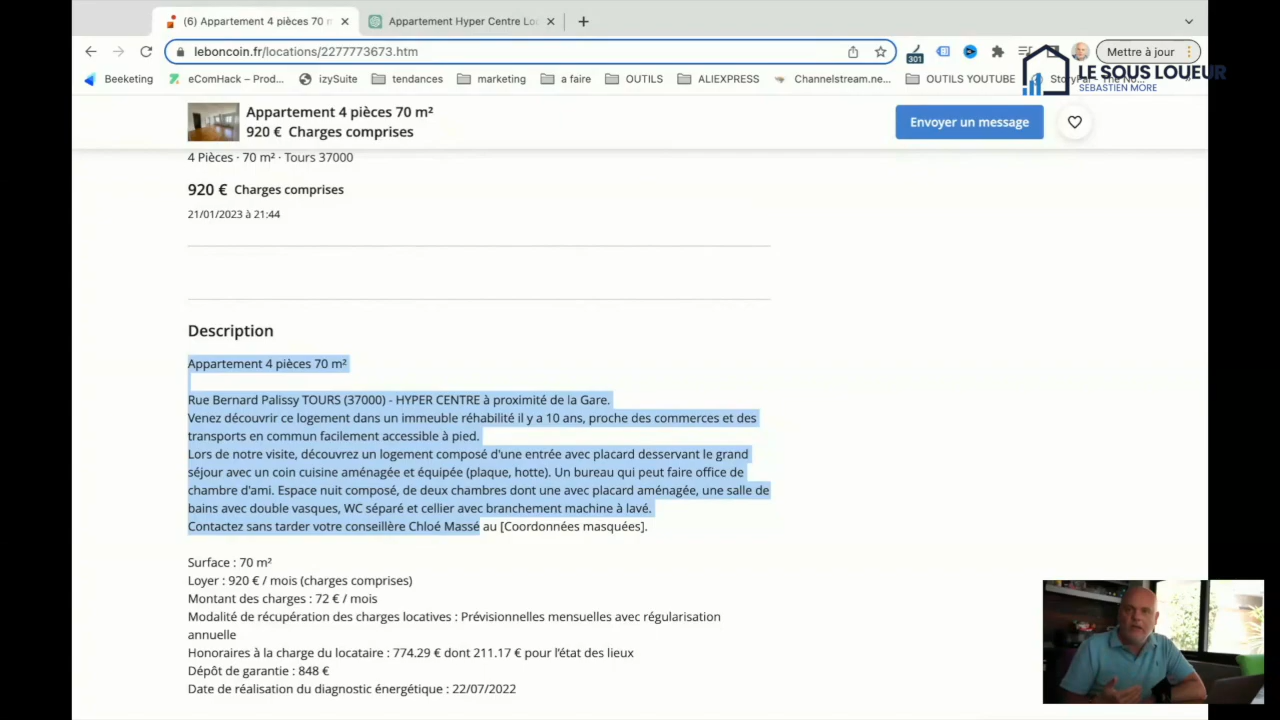 (6) Appartement 4 pièces 70 m
Appartement Hyper Centre Lo
leboncoin.fr/locations/2277773673.htm
301
Mettre à jour
Beeketing
eComHack – Prod...
izySuite
tendances
marketing
a faire
OUTILS
ALIEXPRESS
Channelstream.ne...
OUTILS YOUTUBE
LE SOUS LOUEUR
SEBASTIEN MORE
Appartement 4 pièces 70 m²
920 € Charges comprises
Envoyer un message
4 Pièces · 70 m² · Tours 37000
920 € Charges comprises
21/01/2023 à 21:44
Description
Appartement 4 pièces 70 m²
Rue Bernard Palissy TOURS (37000) - HYPER CENTRE à proximité de la Gare.
Venez découvrir ce logement dans un immeuble réhabilité il y a 10 ans, proche des commerces et des
transports en commun facilement accessible à pied.
Lors de notre visite, découvrez un logement composé d'une entrée avec placard desservant le grand
séjour avec un coin cuisine aménagée et équipée (plaque, hotte). Un bureau qui peut faire office de
chambre d'ami. Espace nuit composé, de deux chambres dont une avec placard aménagée, une salle de
bains avec double vasques, WC séparé et cellier avec branchement machine à lavé.
Contactez sans tarder votre conseillère Chloé Massé au [Coordonnées masquées].
Surface : 70 m²
Loyer : 920 € / mois (charges comprises)
Montant des charges : 72 € / mois
Modalité de récupération des charges locatives : Prévisionnelles mensuelles avec régularisation
annuelle
Honoraires à la charge du locataire : 774.29 € dont 211.17 € pour l’état des lieux
Dépôt de garantie : 848 €
Date de réalisation du diagnostic énergétique : 22/07/2022